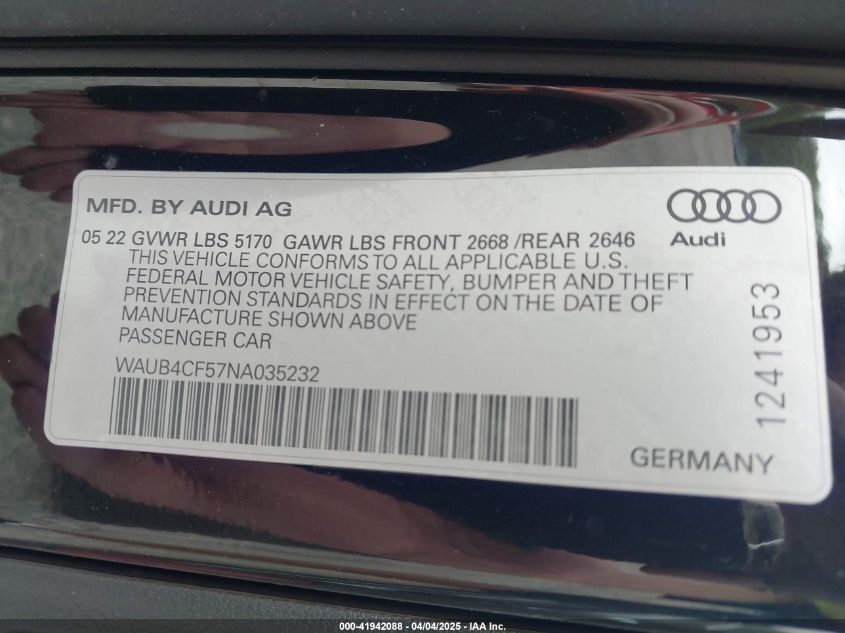 MFD. BY AUDI AG
Audi
05 22 GVWR LBS 5170 GAWR LBS FRONT 2668 /REAR 2646
THIS VEHICLE CONFORMS TO ALL APPLICABLE U.S.
FEDERAL MOTOR VEHICLE SAFETY, BUMPER AND THEFT
PREVENTION STANDARDS IN EFFECT ON THE DATE OF
MANUFACTURE SHOWN ABOVE
PASSENGER CAR
WAUB4CF57NA035232
1241953
GERMANY
000-41942088 - 04/04/2025 - IAA Inc.